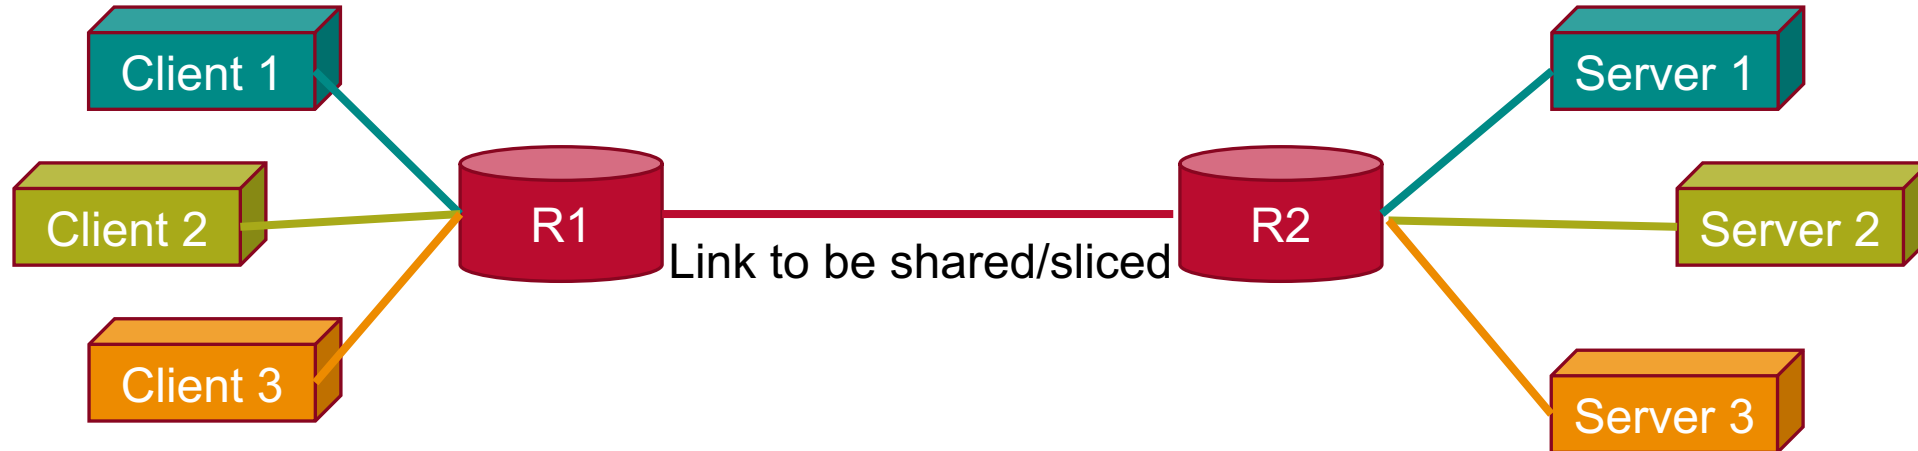 Client 1
Server 1
Client 2
R1
R2
Server 2
Link to be shared/sliced
Client 3
Server 3